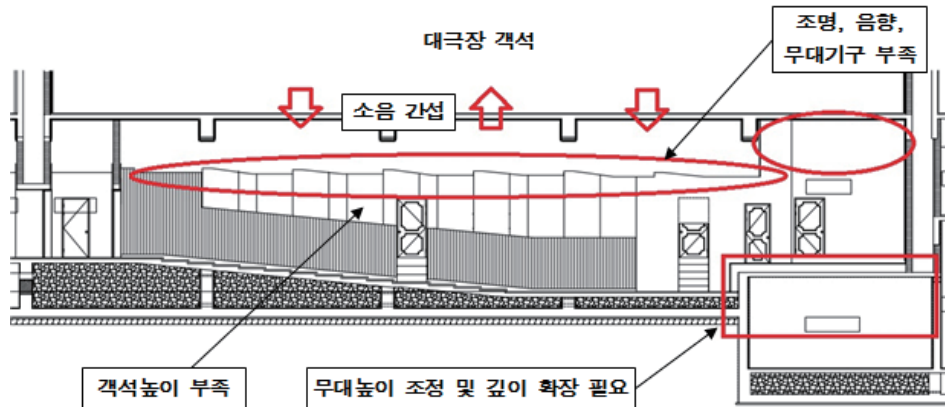 대극장 객석
조명, 음향,
무대기구 부족
소음 간섭
객석높이 부족
무대높이 조정 및 깊이 확장 필요